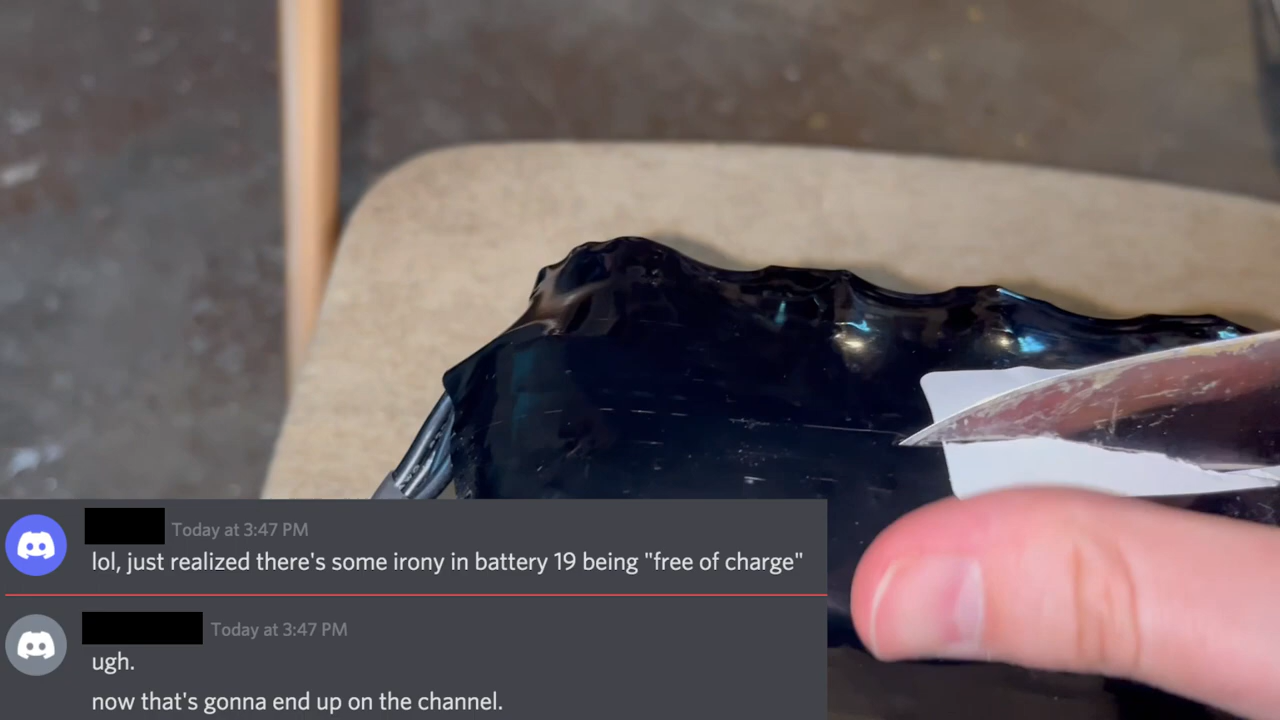 Today at 3:47 PM
lol, just realized there's some irony in battery 19 being "free of charge"
Today at 3:47 PM
ugh.
now that's gonna end up on the channel.